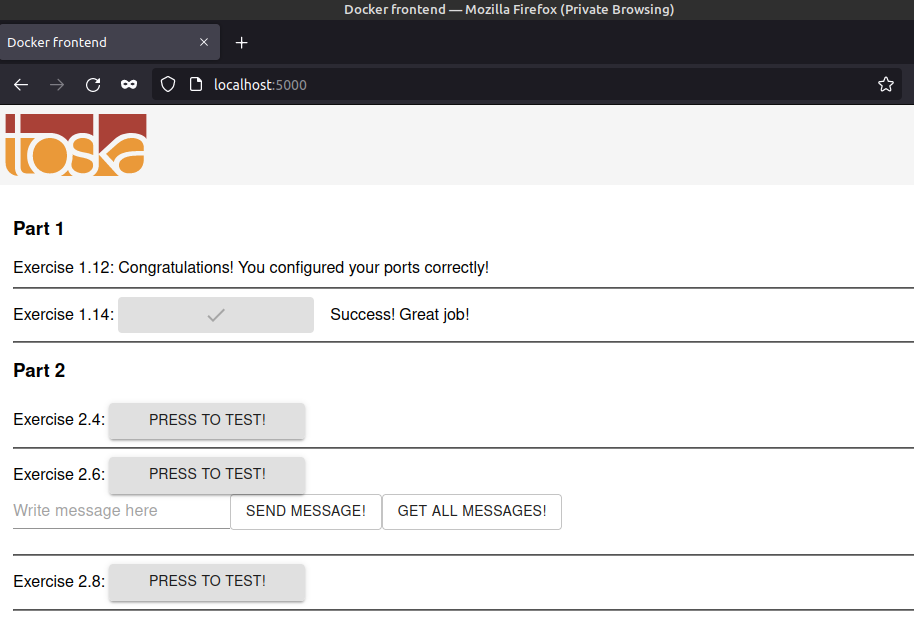 Docker frontend — Mozilla Firefox (Private Browsing)
Docker frontend
localhost:5000
toska
Part 1
Exercise 1.12: Congratulations! You configured your ports correctly!
Exercise 1.14: Success! Great job!
Part 2
Exercise 2.4: PRESS TO TEST!
Exercise 2.6: PRESS TO TEST!
Write message here SEND MESSAGE! GET ALL MESSAGES!
Exercise 2.8: PRESS TO TEST!